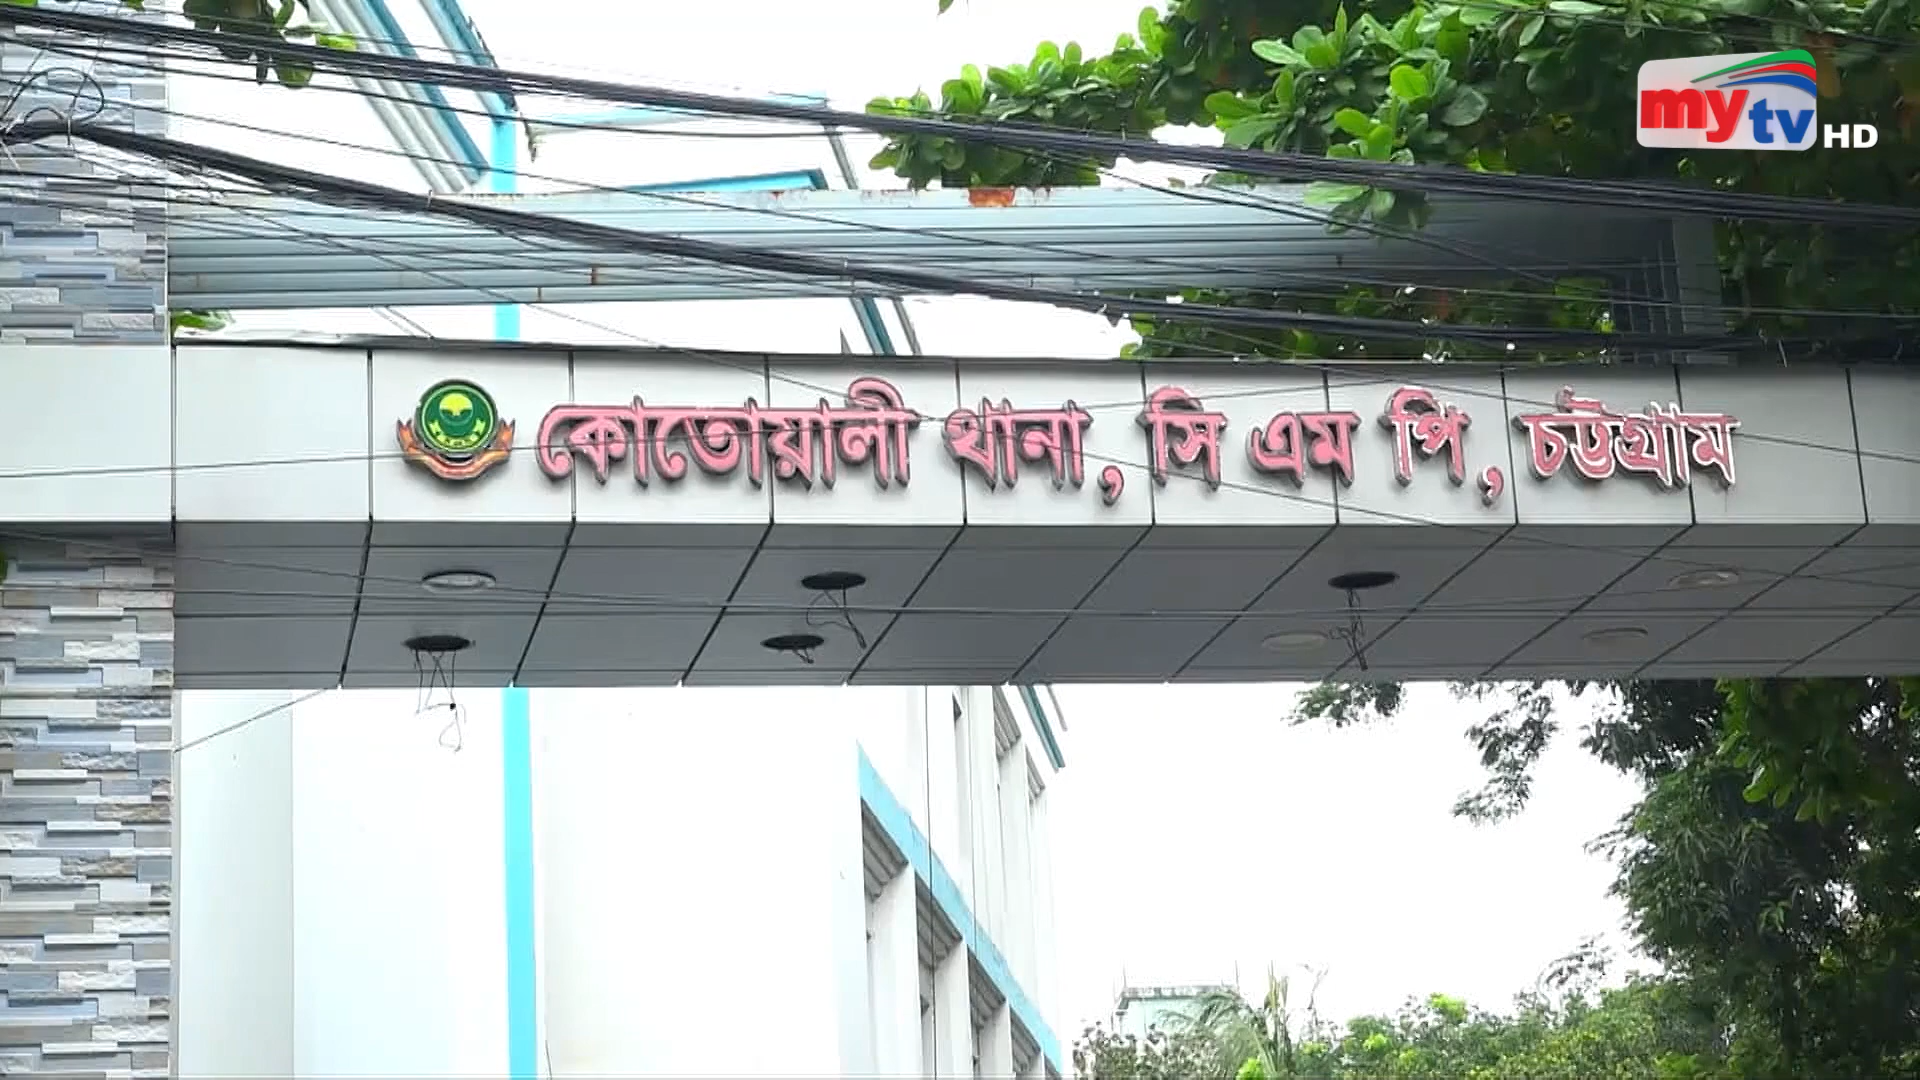 mytv HD
কোতোয়ালী থানা, সি এম পি, চট্টগ্রাম